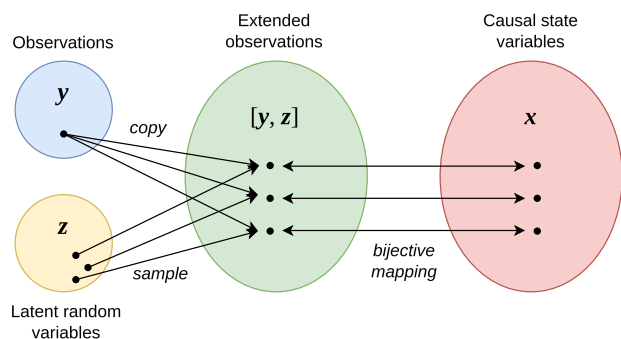 Observations
Extended
observations
Causal state
variables
y
copy
[y, z]
x
z
sample
bijective
mapping
Latent random
variables